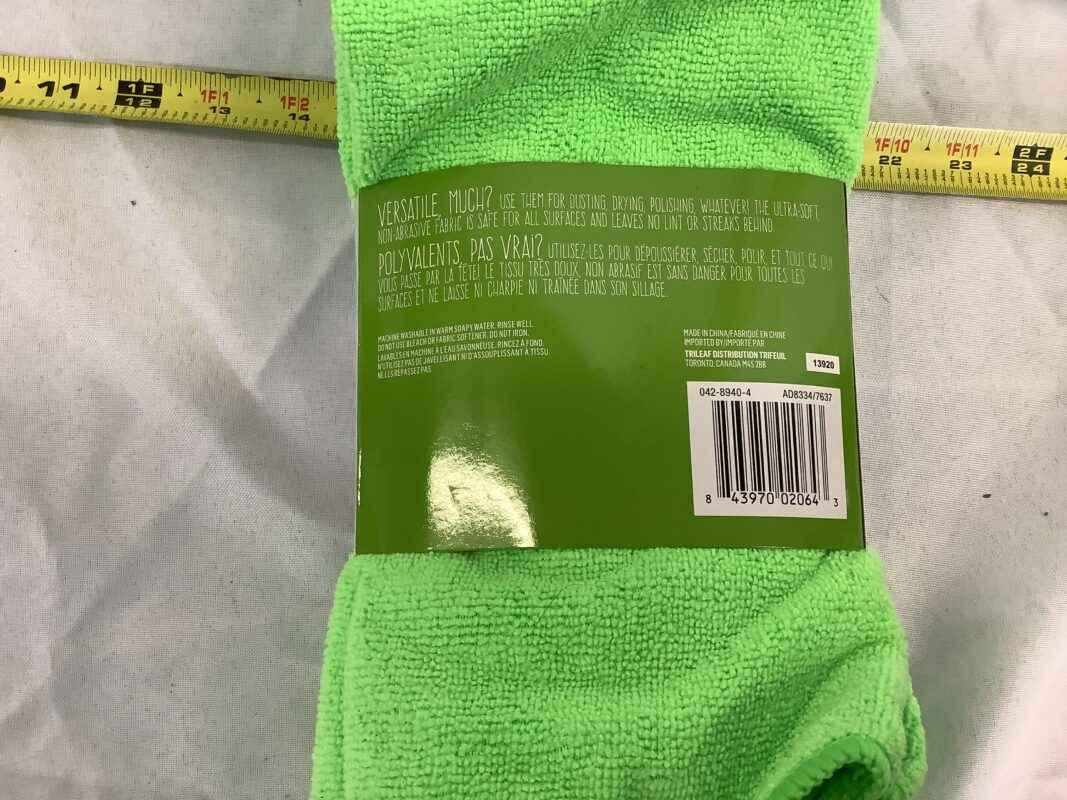 11 1F 1F1 1F2 1F10 1F11 2F
12 13 14 22 23 24
VERSATILE, MUCH? USE THEM FOR DUSTING, DRYING, POLISHING, WHATEVER! THE ULTRA-SOFT,
NON-ABRASIVE FABRIC IS SAFE FOR ALL SURFACES AND LEAVES NO LINT OR STREAKS BEHIND.
POLYVALENTS, PAS VRAI? UTILISEZ-LES POUR DÉPOUSSIÉRER, SÉCHER, POLIR, ET TOUT CE QUI
VOUS PASSE PAR LA TÊTE! LE TISSU TRÈS DOUX, NON ABRASIF EST SANS DANGER POUR TOUTES LES
SURFACES ET NE LAISSE NI CHARPIE NI TRAÎNÉE DANS SON SILLAGE.
MACHINE WASHABLE IN WARM SOAPY WATER. RINSE WELL.
DO NOT USE BLEACH OR FABRIC SOFTENER. DO NOT IRON.
LAVABLES EN MACHINE À L'EAU SAVONNEUSE. RINCEZ À FOND.
N'UTILISEZ PAS DE JAVELLISANT NI D'ASSOUPLISSANT À TISSU.
NE LES REPASSEZ PAS.
MADE IN CHINA/FABRIQUÉ EN CHINE
IMPORTED BY/IMPORTÉ PAR
TRILEAF DISTRIBUTION TRIFEUIL
TORONTO, CANADA M4S 2B8
13920
042-8940-4 AD8334/7637
8 43970 02064 3